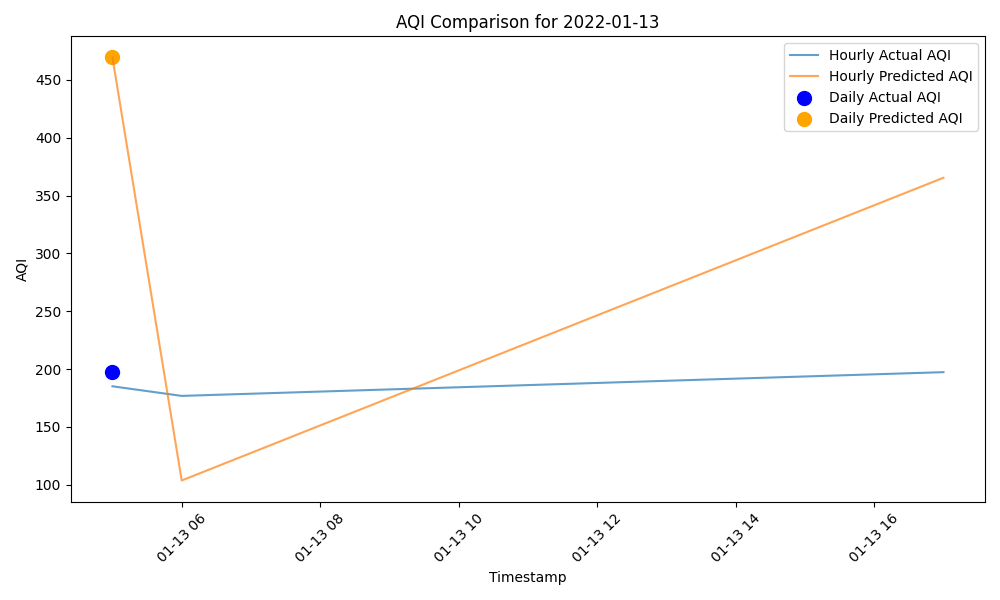 AQI Comparison for 2022-01-13
Hourly Actual AQI
Hourly Predicted AQI
Daily Actual AQI
Daily Predicted AQI
AQI
450
400
350
300
250
200
150
100
01-13 06
01-13 08
01-13 10
01-13 12
01-13 14
01-13 16
Timestamp